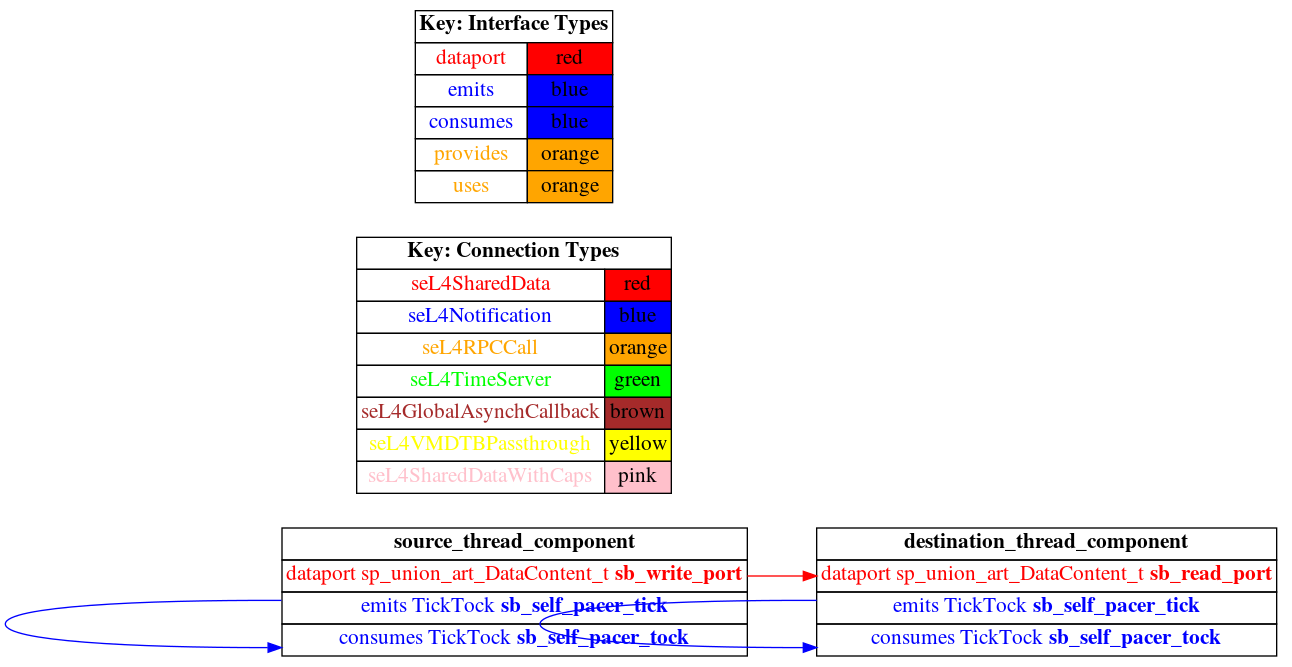 Key: Interface Types
dataport red
emits blue
consumes blue
provides orange
uses orange
Key: Connection Types
seL4SharedData red
seL4Notification blue
seL4RPCCall orange
seL4TimeServer green
seL4GlobalAsynchCallback brown
seL4VMDTBPassthrough yellow
seL4SharedDataWithCaps pink
source_thread_component
dataport sp_union_art_DataContent_t sb_write_port
emits TickTock sb_self_pacer_tick
consumes TickTock sb_self_pacer_tock
destination_thread_component
dataport sp_union_art_DataContent_t sb_read_port
emits TickTock sb_self_pacer_tick
consumes TickTock sb_self_pacer_tock